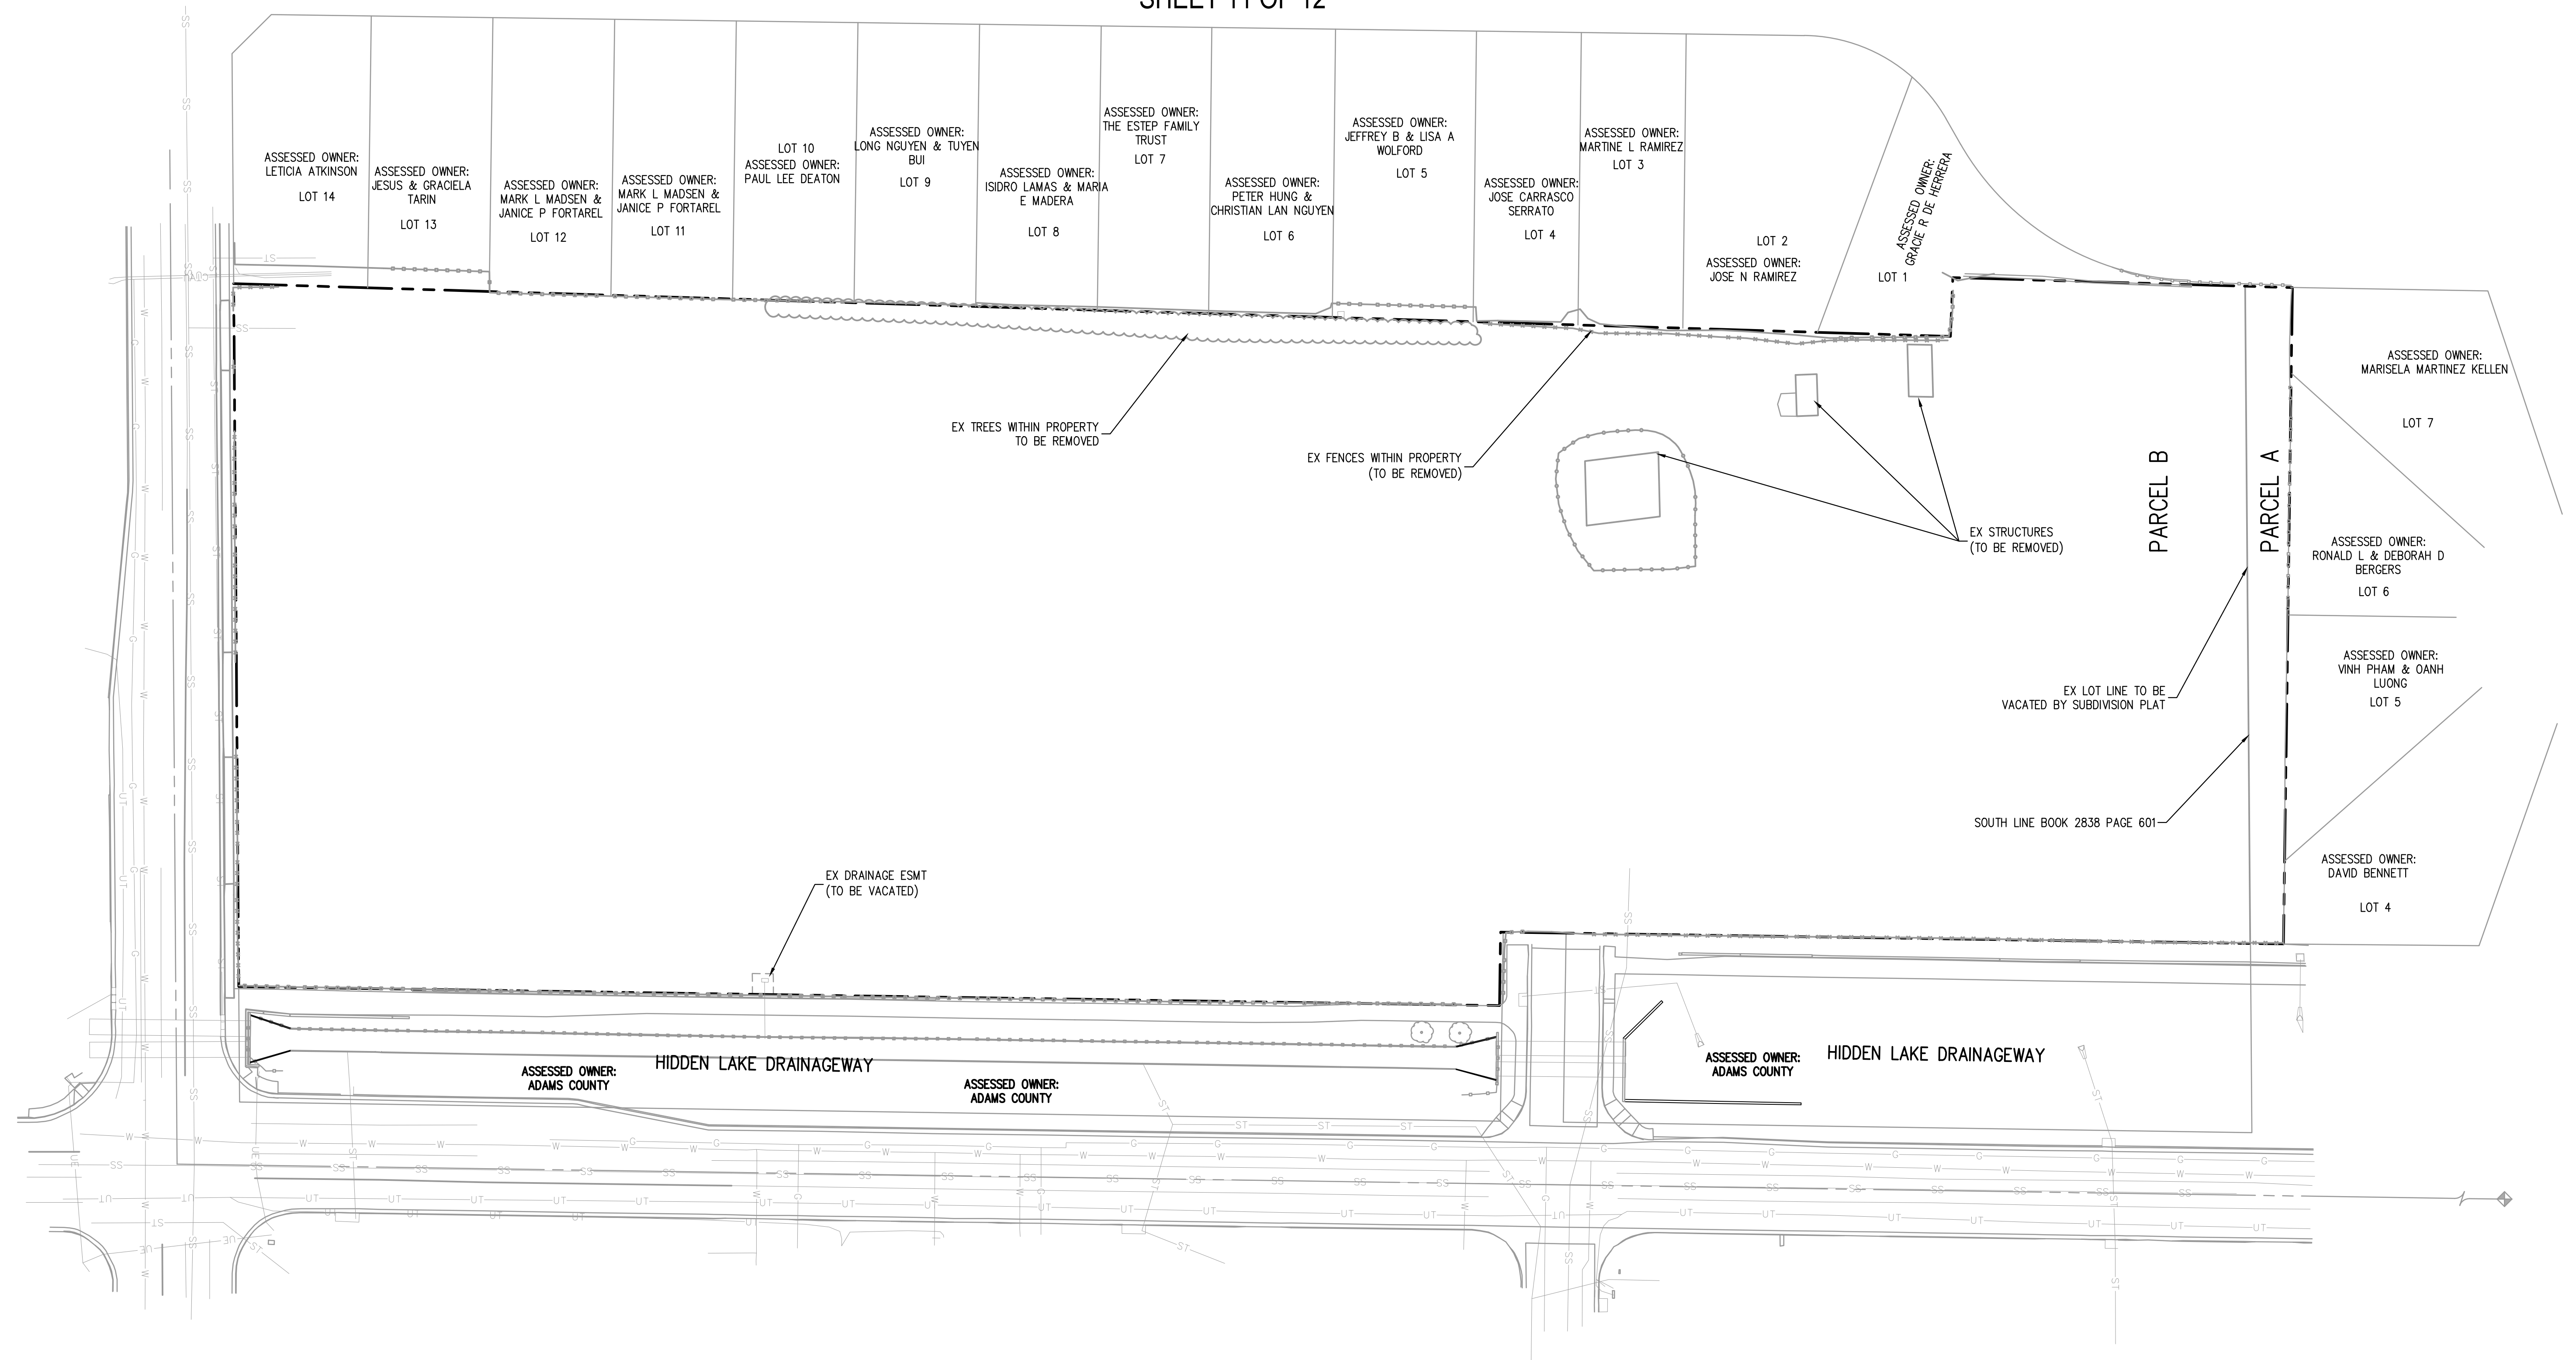 SHEET 11 OF 12
ASSESSED OWNER:
LETICIA ATKINSON
LOT 14
ASSESSED OWNER:
JESUS & GRACIELA
TARIN
LOT 13
ASSESSED OWNER:
MARK L MADSEN &
JANICE P FORTAREL
LOT 12
ASSESSED OWNER:
MARK L MADSEN &
JANICE P FORTAREL
LOT 11
LOT 10
ASSESSED OWNER:
PAUL LEE DEATON
ASSESSED OWNER:
LONG NGUYEN & TUYEN
BUI
LOT 9
ASSESSED OWNER:
ISIDRO LAMAS & MARIA
E MADERA
LOT 8
ASSESSED OWNER:
THE ESTEP FAMILY
TRUST
LOT 7
ASSESSED OWNER:
PETER HUNG &
CHRISTIAN LAN NGUYEN
LOT 6
ASSESSED OWNER:
JEFFREY B & LISA A
WOLFORD
LOT 5
ASSESSED OWNER:
JOSE CARRASCO
SERRATO
LOT 4
ASSESSED OWNER:
MARTINE L RAMIREZ
LOT 3
LOT 2
ASSESSED OWNER:
JOSE N RAMIREZ
ASSESSED OWNER:
GRACIE R DE HERRERA
LOT 1
ASSESSED OWNER:
MARISELA MARTINEZ KELLEN
LOT 7
EX TREES WITHIN PROPERTY
TO BE REMOVED
EX FENCES WITHIN PROPERTY
(TO BE REMOVED)
EX STRUCTURES
(TO BE REMOVED)
PARCEL B
PARCEL A
ASSESSED OWNER:
RONALD L & DEBORAH D
BERGERS
LOT 6
ASSESSED OWNER:
VINH PHAM & OANH
LUONG
LOT 5
EX LOT LINE TO BE
VACATED BY SUBDIVISION PLAT
SOUTH LINE BOOK 2838 PAGE 601
ASSESSED OWNER:
DAVID BENNETT
LOT 4
EX DRAINAGE ESMT
(TO BE VACATED)
HIDDEN LAKE DRAINAGEWAY
ASSESSED OWNER:
ADAMS COUNTY
ASSESSED OWNER:
ADAMS COUNTY
ASSESSED OWNER:
ADAMS COUNTY
HIDDEN LAKE DRAINAGEWAY